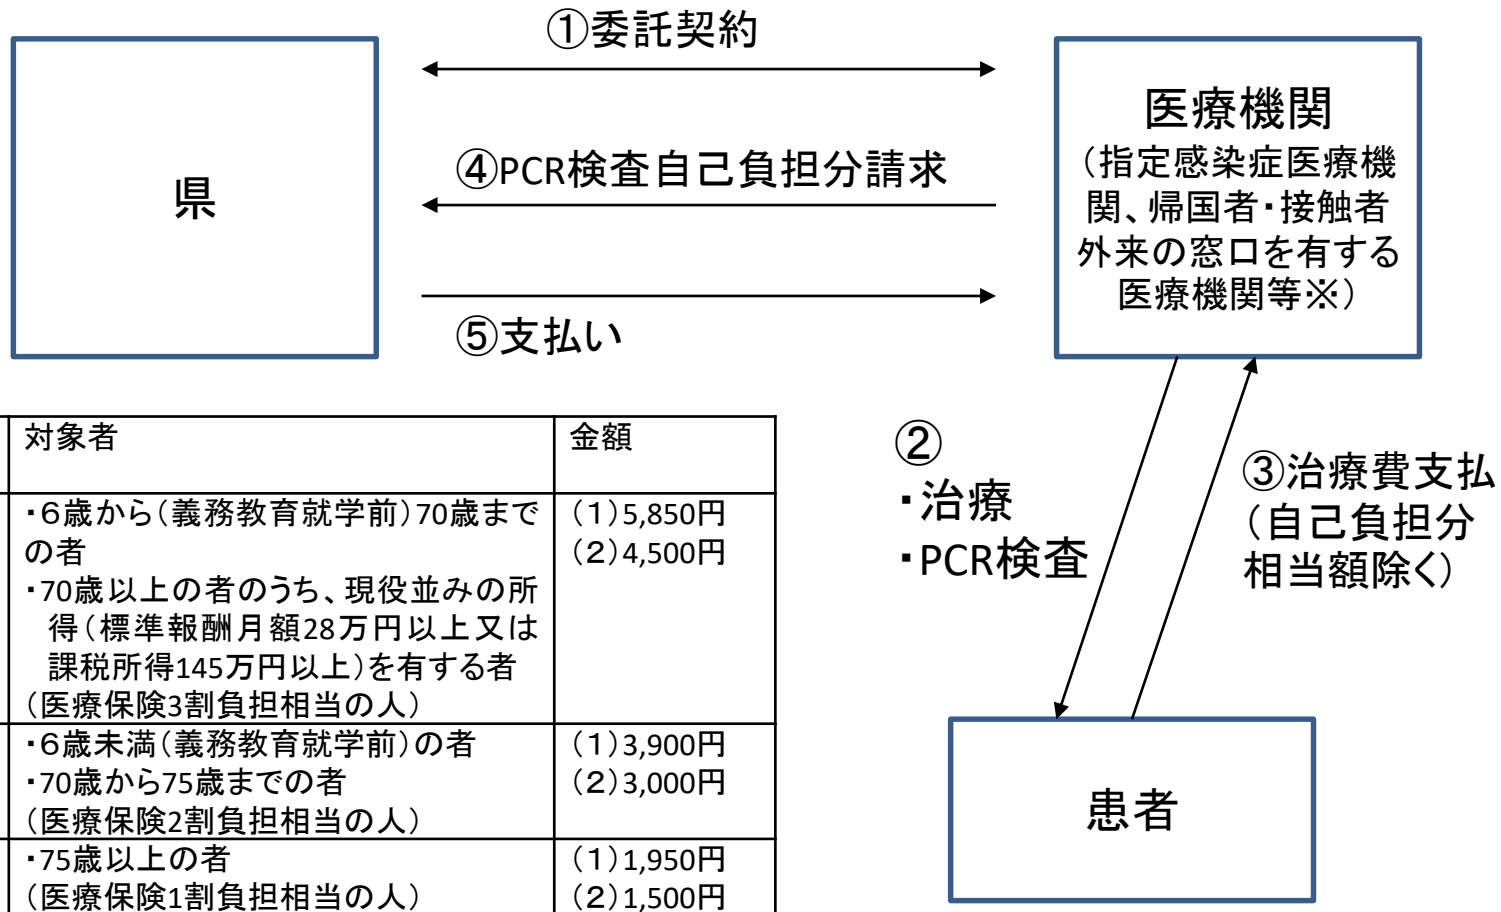 ①委託契約
県
④PCR検査自己負担分請求
⑤支払い
医療機関
（指定感染症医療機
関、帰国者・接触者
外来の窓口を有する
医療機関等※）
②
・治療
・PCR検査
③治療費支払
（自己負担分
相当額除く）
患者
対象者 金額
・６歳から（義務教育就学前）70歳まで （１）5,850円
の者 （２）4,500円
・70歳以上の者のうち、現役並みの所
得（標準報酬月額28万円以上又は
課税所得145万円以上）を有する者
（医療保険3割負担相当の人）
・６歳未満（義務教育就学前）の者 （１）3,900円
・70歳から75歳までの者 （２）3,000円
（医療保険2割負担相当の人）
・75歳以上の者 （１）1,950円
（医療保険1割負担相当の人） （２）1,500円